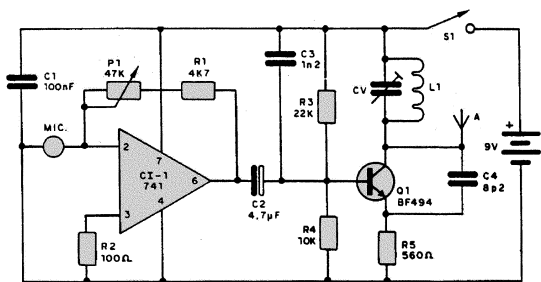 S1
P1
47K
R1
4K7
C3
1n2
C1
100nF
R3
22K
CV
L1
A
MIC.
2
7
+
9V
CI-1
741
6
C4
8p2
4
C2
4,7µF
Q1
BF494
3
R2
100Ω
R4
10K
R5
560Ω